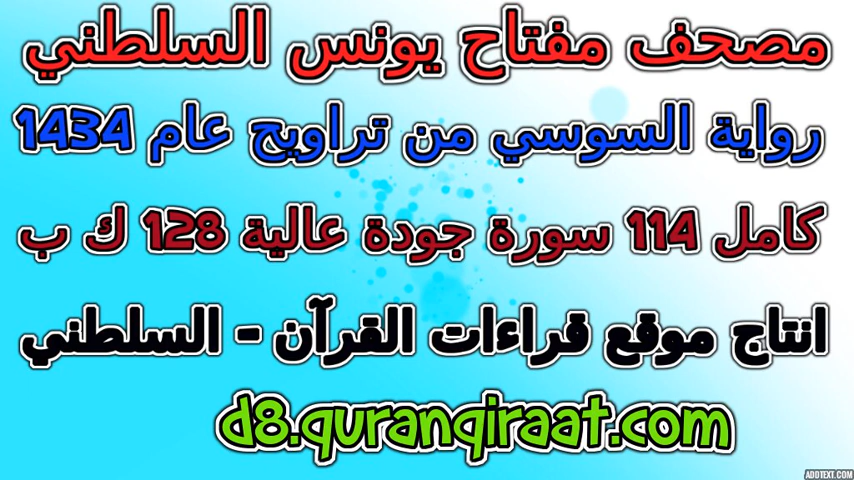 مصحف مفتاح يونس السلطني
رواية السوسي من تراويح عام 1434
كامل 114 سورة جودة عالية 128 ك ب
انتاج موقع قراءات القرآن - السلطني
d8.quranqiraat.com
ADDTEXT.COM